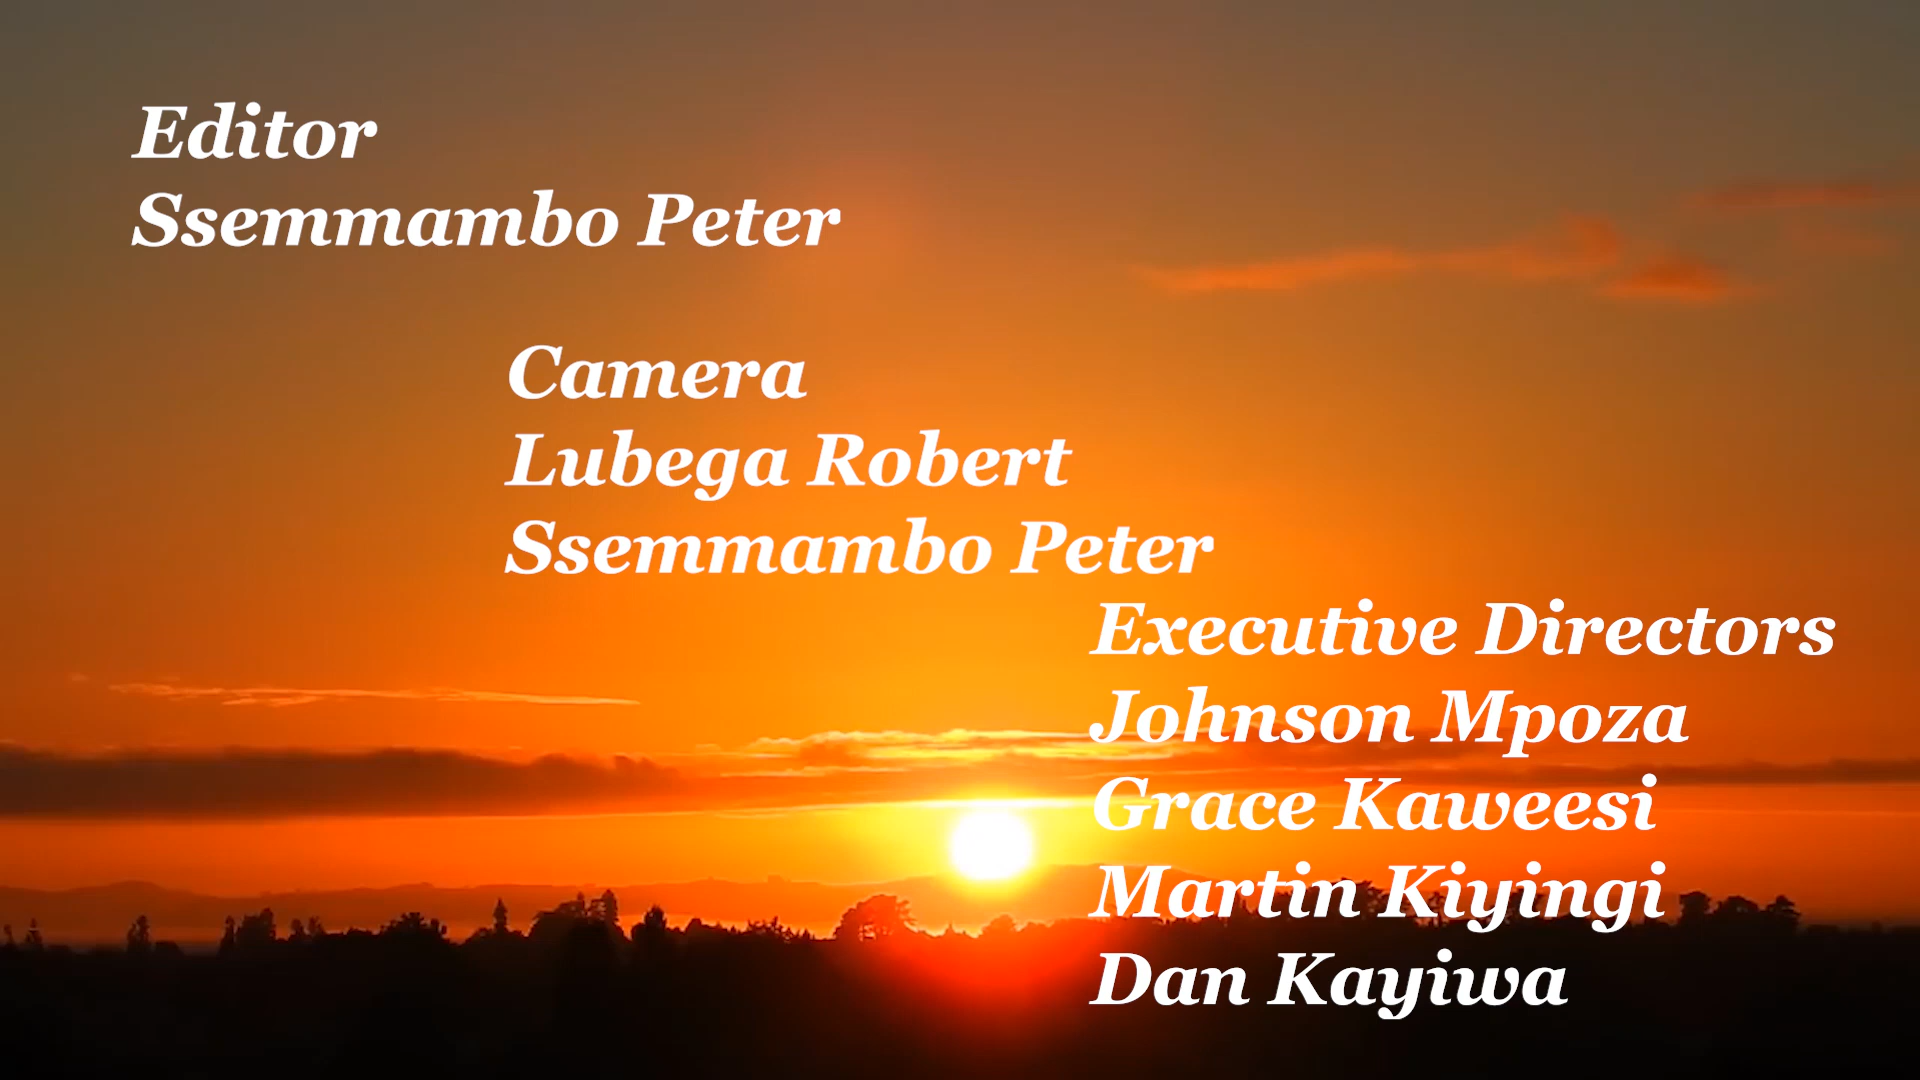 Editor
Ssemmambo Peter
Camera
Lubega Robert
Ssemmambo Peter
Executive Directors
Johnson Mpoza
Grace Kaweesi
Martin Kiyingi
Dan Kayiwa